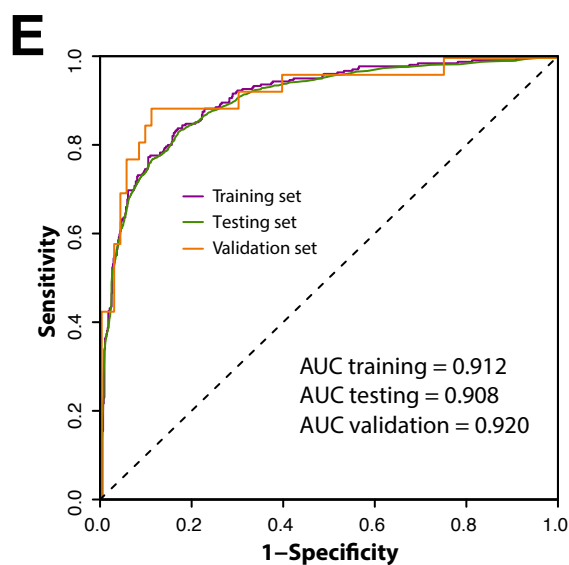 E
1.0
0.8
0.6
0.4
0.2
0.0
Sensitivity
Training set
Testing set
Validation set
AUC training = 0.912
AUC testing = 0.908
AUC validation = 0.920
0.0 0.2 0.4 0.6 0.8 1.0
1−Specificity